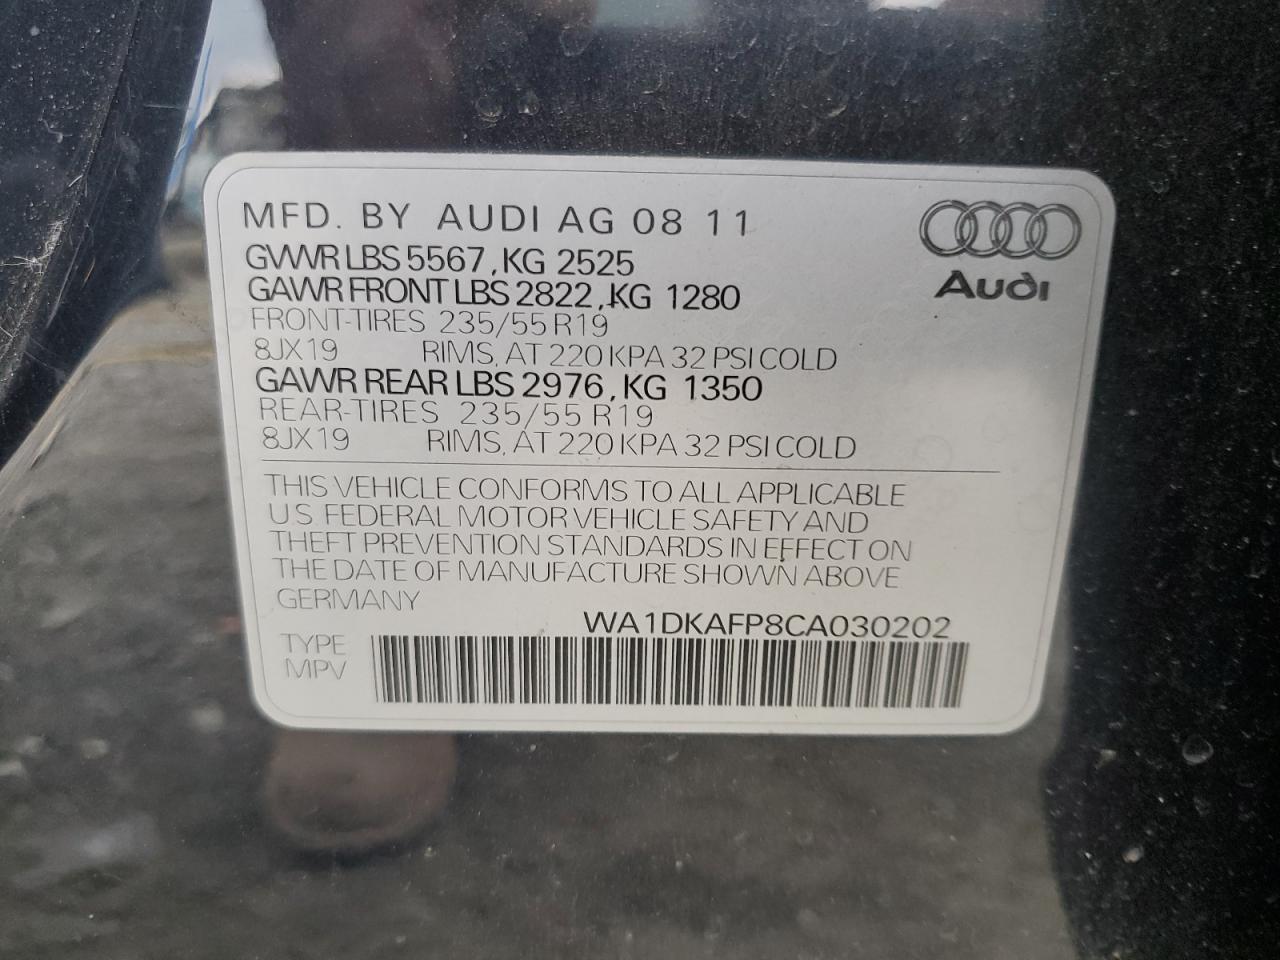 MFD. BY AUDI AG 08 11
GVWR LBS 5567, KG 2525
GAWR FRONT LBS 2822, KG 1280
FRONT-TIRES 235/55 R19
8JX19 RIMS, AT 220 KPA 32 PSI COLD
GAWR REAR LBS 2976, KG 1350
REAR-TIRES 235/55 R19
8JX19 RIMS, AT 220 KPA 32 PSI COLD
Audi
THIS VEHICLE CONFORMS TO ALL APPLICABLE
U.S. FEDERAL MOTOR VEHICLE SAFETY AND
THEFT PREVENTION STANDARDS IN EFFECT ON
THE DATE OF MANUFACTURE SHOWN ABOVE
GERMANY
WA1DKAFP8CA030202
TYPE
MPV